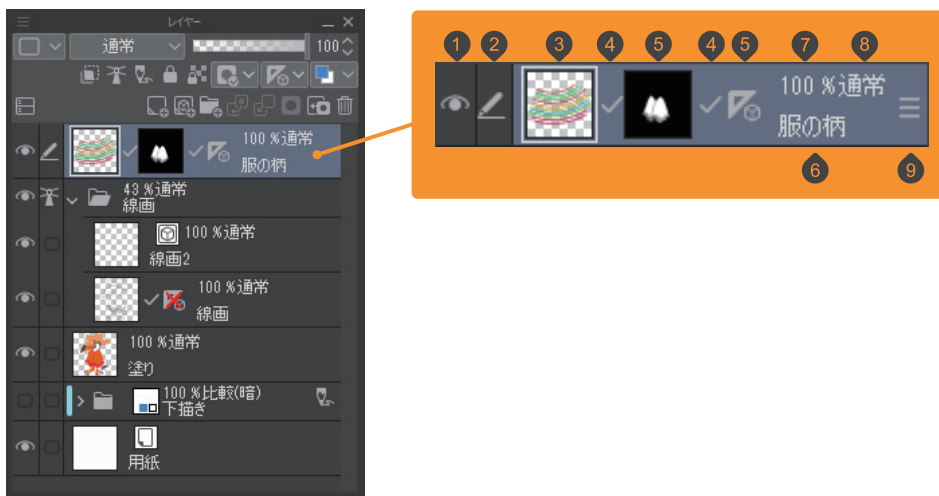 レイヤー
通常
100
100 %通常
服の柄
43 %通常
線画
100 %通常
線画2
100 %通常
線画
100 %通常
塗り
100 %比較(暗)
下描き
用紙
1 2 3 4 5 4 5 7 8
100 %通常
服の柄
6 9